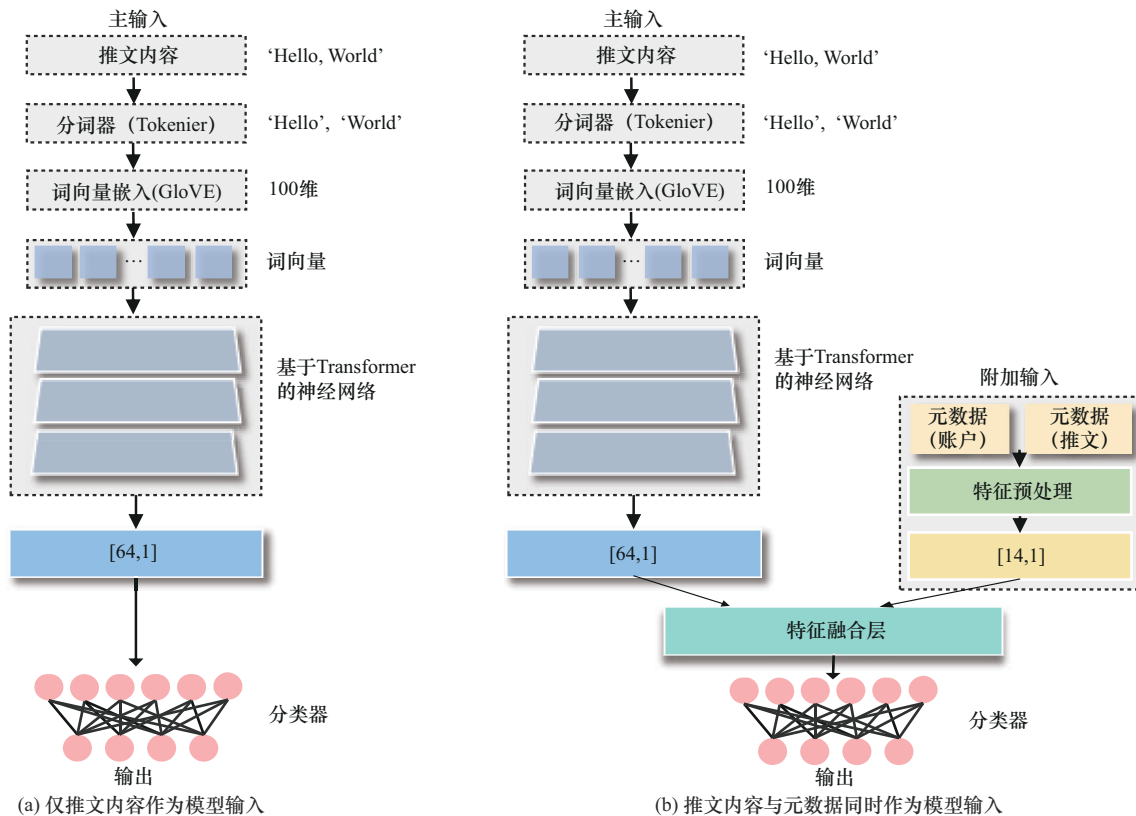 主输入
推文内容
‘Hello, World’
分词器（Tokenier）
‘Hello’, ‘World’
词向量嵌入(GloVE)
100维
···
词向量
基于Transformer
的神经网络
[64,1]
分类器
输出
(a) 仅推文内容作为模型输入
主输入
推文内容
‘Hello, World’
分词器（Tokenier）
‘Hello’, ‘World’
词向量嵌入(GloVE)
100维
···
词向量
基于Transformer
的神经网络
[64,1]
附加输入
元数据
（账户）
元数据
（推文）
特征预处理
[14,1]
特征融合层
分类器
输出
(b) 推文内容与元数据同时作为模型输入